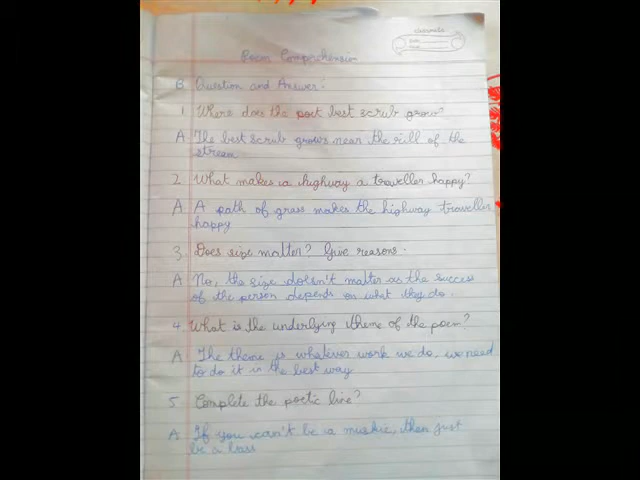 classmate
Date
Page
Poem Comprehension
B. Question and Answer:
1. Where does the poet best scrub grow?
A The best scrub grows near the rill of the
stream
2. What makes a highway a traveller happy?
A A path of grass makes the highway traveller
happy
3. Does size matter? Give reasons.
A No, the size doesn't matter as the success
of the person depends on what they do.
4. What is the underlying theme of the poem?
A The theme is whatever work we do, we need
to do it in the best way
5. Complete the poetic line?
A If you can't be a muskie, then just
be a bass